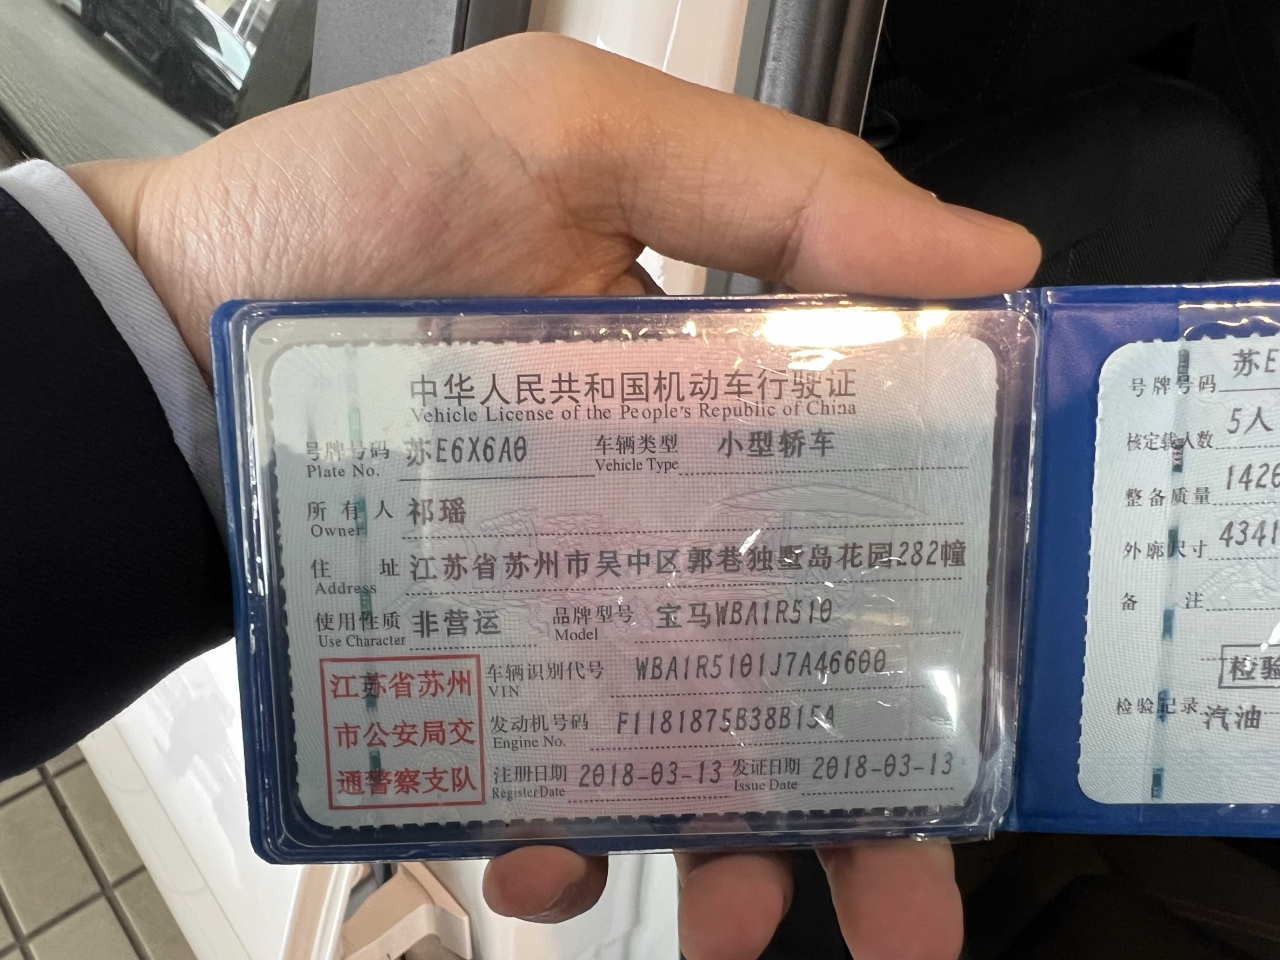 中华人民共和国机动车行驶证
Vehicle License of the People's Republic of China
号牌号码 苏E6X6A0 车辆类型 小型轿车
Plate No. Vehicle Type
所有人 祁瑶
Owner
住址 江苏省苏州市吴中区郭巷独墅岛花园282幢
Address
使用性质 非营运 品牌型号 宝马WBA1R510
Use Character Model
江苏省苏州
市公安局交
通警察支队
车辆识别代号 WBA1R5101J7A46600
VIN
发动机号码 F1181875B38B15A
Engine No.
注册日期 2018-03-13 发证日期 2018-03-13
Register Date Issue Date
号牌号码 苏E
核定载人数 5人
整备质量 1426
外廓尺寸 4341
备注
检验
检验记录 汽油